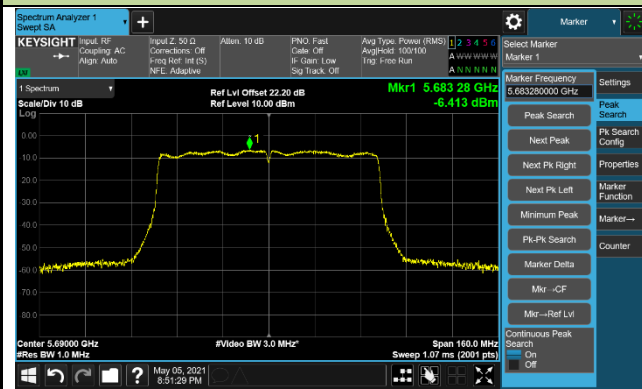 Spectrum Analyzer 1
Swept SA
Marker
KEYSIGHT
Input: RF
Coupling: AC
Align: Auto
Input Z: 50 Ω
Corrections: Off
Freq Ref: Int (S)
NFE: Adaptive
Atten: 10 dB
PNO: Fast
Gate: Off
IF Gain: Low
Sig Track: Off
Avg Type: Power (RMS)
Avg|Hold: 100/100
Trig: Free Run
1 2 3 4 5 6
A W W W W W
A N N N N N
Select Marker
Marker 1
1 Spectrum
Scale/Div 10 dB
Log
Ref Lvl Offset 22.20 dB
Ref Level 10.00 dBm
Mkr1 5.683 28 GHz
-6.413 dBm
Marker Frequency
5.683280000 GHz
Settings
Peak Search
Peak
Search
Next Peak
Pk Search
Config
Next Pk Right
Properties
Next Pk Left
Marker
Function
Minimum Peak
Marker→
Pk-Pk Search
Counter
Marker Delta
Mkr→CF
Mkr→Ref Lvl
Continuous Peak
Search
On
Off
1
0.00
-10.0
-20.0
-30.0
-40.0
-50.0
-60.0
-70.0
-80.0
Center 5.69000 GHz
#Res BW 1.0 MHz
#Video BW 3.0 MHz*
Span 160.0 MHz
Sweep 1.07 ms (2001 pts)
?
May 05, 2021
8:51:29 PM